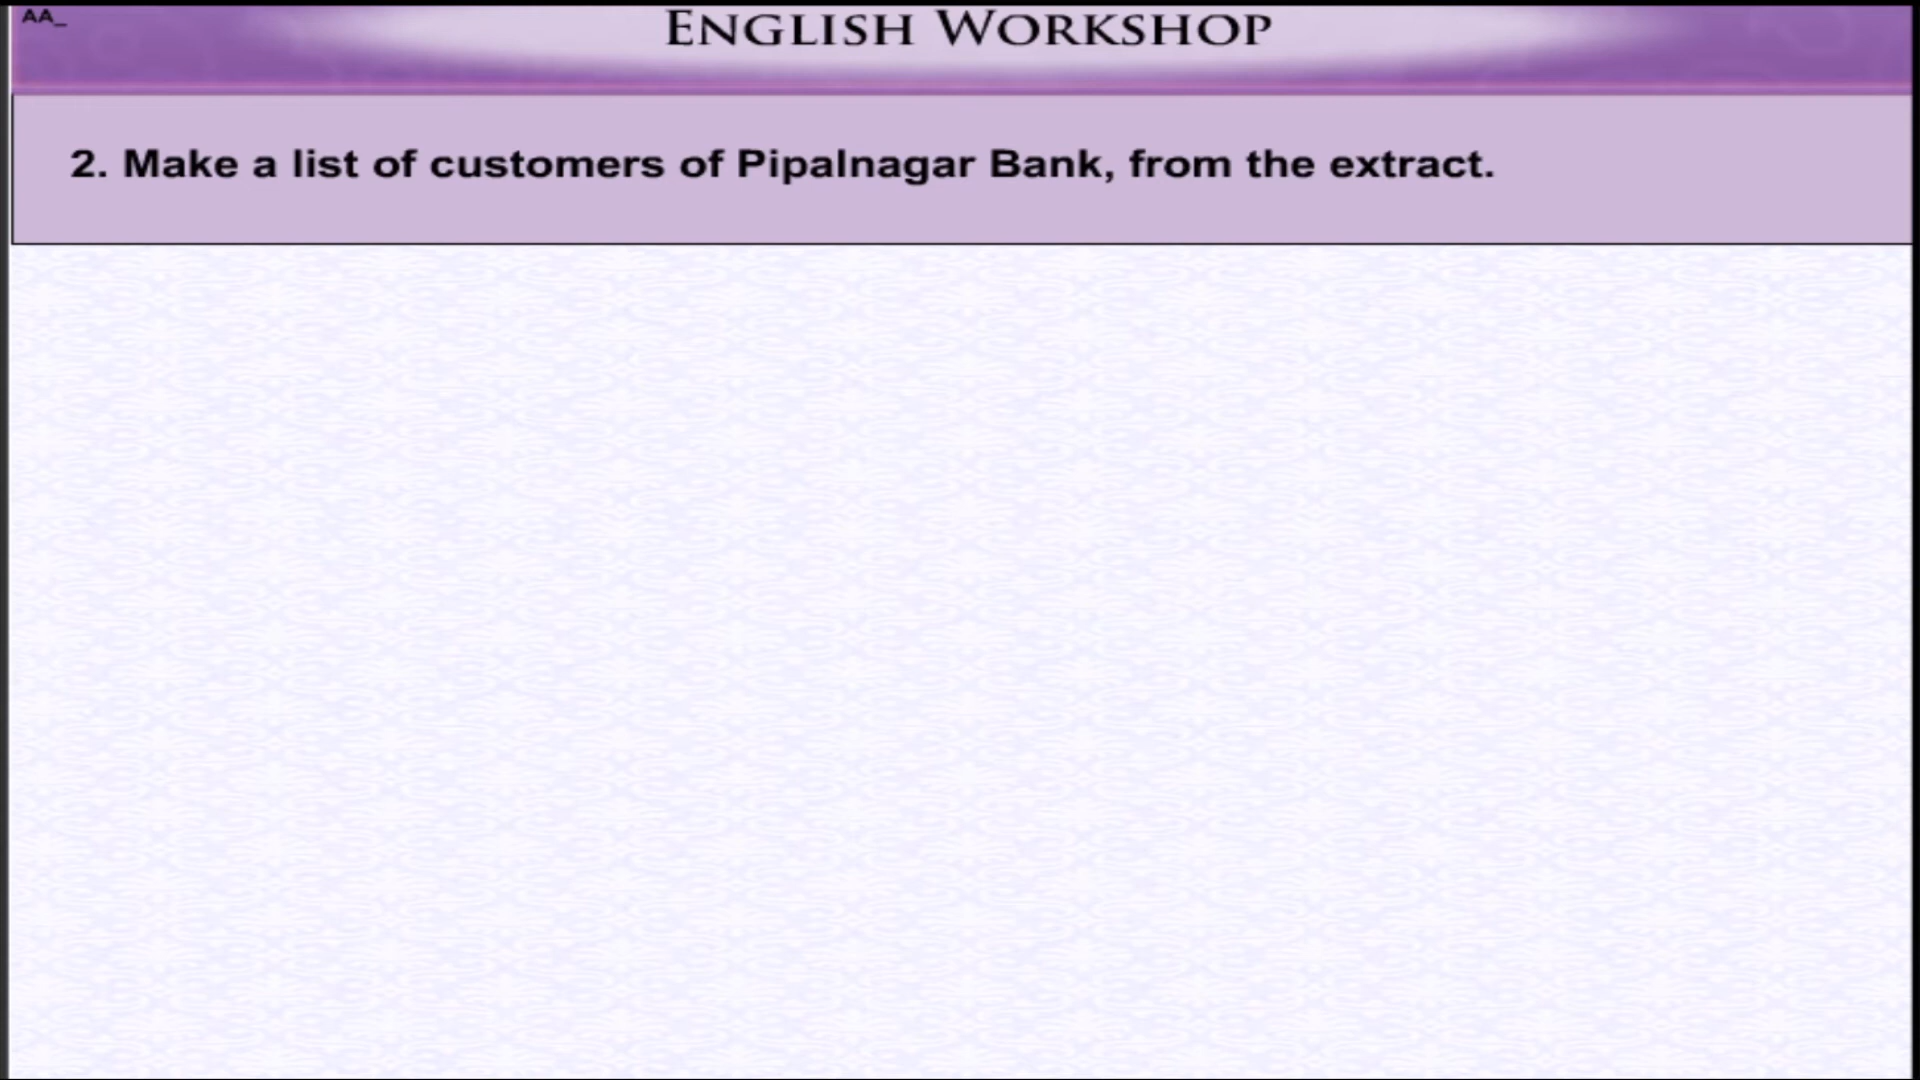 AA_
ENGLISH WORKSHOP
2. Make a list of customers of Pipalnagar Bank, from the extract.